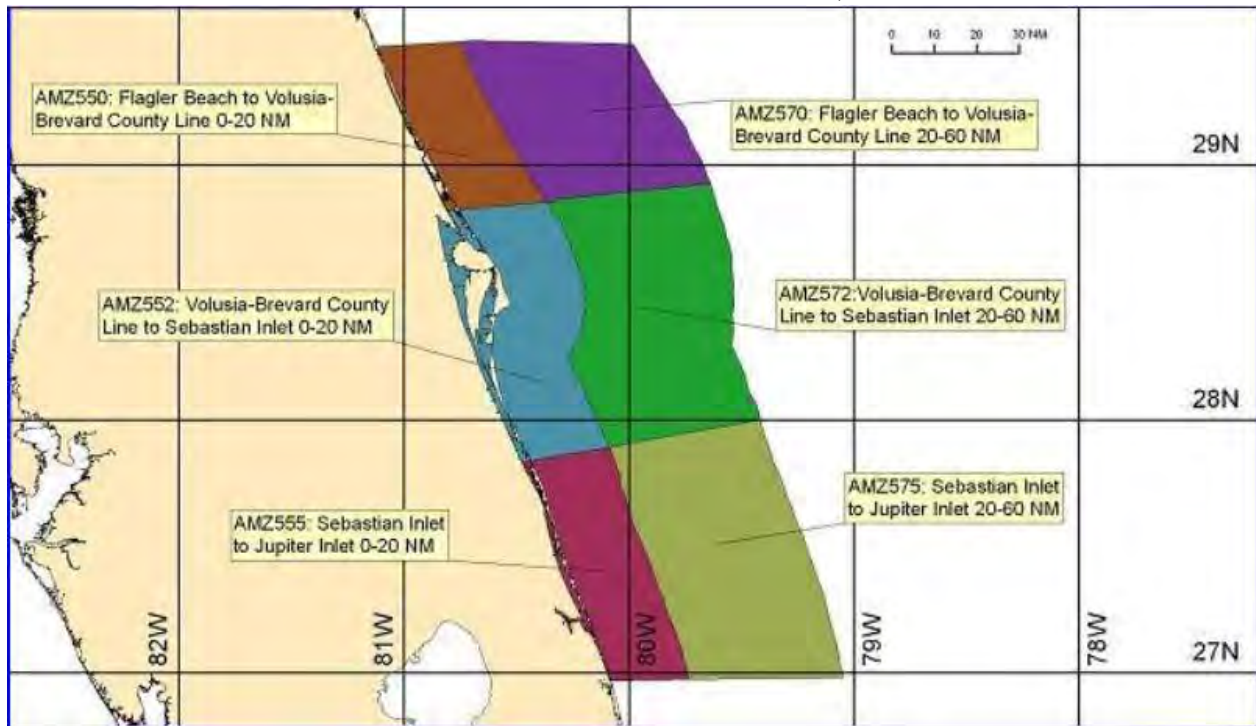 0 10 20 30 NM
AMZ550: Flagler Beach to Volusia-
Brevard County Line 0-20 NM
AMZ570: Flagler Beach to Volusia-
Brevard County Line 20-60 NM
29N
AMZ552: Volusia-Brevard County
Line to Sebastian Inlet 0-20 NM
AMZ572:Volusia-Brevard County
Line to Sebastian Inlet 20-60 NM
28N
AMZ575: Sebastian Inlet
to Jupiter Inlet 20-60 NM
AMZ555: Sebastian Inlet
to Jupiter Inlet 0-20 NM
82W
81W
80W
79W
78W
27N